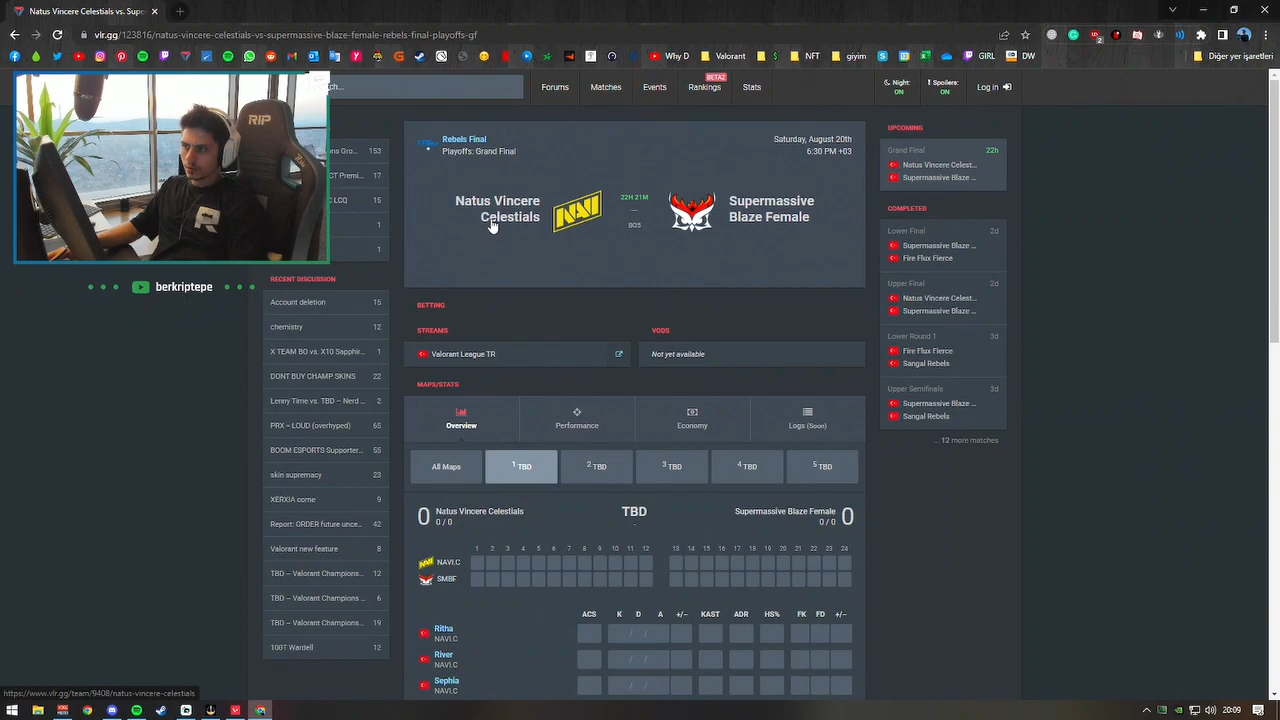 Natus Vincere Celestials vs. Supe
vlr.gg/123816/natus-vincere-celestials-vs-supermassive-blaze-female-rebels-final-playoffs-gf
Why D
Valorant
MAN
NFT
giyim
GIRL
DW
Diğer yer işaretleri
Forums
Matches
Events
BETA2
Rankings
Stats
Night:
ON
Spoilers:
ON
Log in
RIP
berkriptepe
153
17
15
1
1
RECENT DISCUSSION
Account deletion 15
chemistry 12
X TEAM BO vs. X10 Sapphir... 1
DONT BUY CHAMP SKINS 22
Lenny Time vs. TBD – Nerd ... 2
PRX = LOUD (overhyped) 65
BOOM ESPORTS Supporter... 55
skin supremacy 23
XERXIA come 9
Report: ORDER future unce... 42
Valorant new feature 8
TBD – Valorant Champions... 12
TBD – Valorant Champions ... 6
TBD – Valorant Champions... 19
100T Wardell 12
Rebels Final
Playoffs: Grand Final
Saturday, August 20th
6:30 PM +03
Natus Vincere
Celestials
22H 21M
–
BO5
Supermassive
Blaze Female
BETTING
STREAMS
Valorant League TR
VODS
Not yet available
MAPS/STATS
Overview
Performance
Economy
Logs (Soon)
All Maps
1 TBD
2 TBD
3 TBD
4 TBD
5 TBD
0 Natus Vincere Celestials
0 / 0
TBD
-
Supermassive Blaze Female 0
0 / 0
1 2 3 4 5 6 7 8 9 10 11 12 13 14 15 16 17 18 19 20 21 22 23 24
NAVI.C
SMBF
ACS K D A +/– KAST ADR HS% FK FD +/–
Ritha
NAVI.C
/ /
River
NAVI.C
/ /
Sephia
NAVI.C
/ /
UPCOMING
Grand Final 22h
Natus Vincere Celest...
Supermassive Blaze ...
COMPLETED
Lower Final 2d
Supermassive Blaze ...
Fire Flux Fierce
Upper Final 2d
Natus Vincere Celest...
Supermassive Blaze ...
Lower Round 1 3d
Fire Flux Fierce
Sangal Rebels
Upper Semifinals 3d
Supermassive Blaze ...
Sangal Rebels
... 12 more matches
https://www.vlr.gg/team/9408/natus-vincere-celestials
20:09